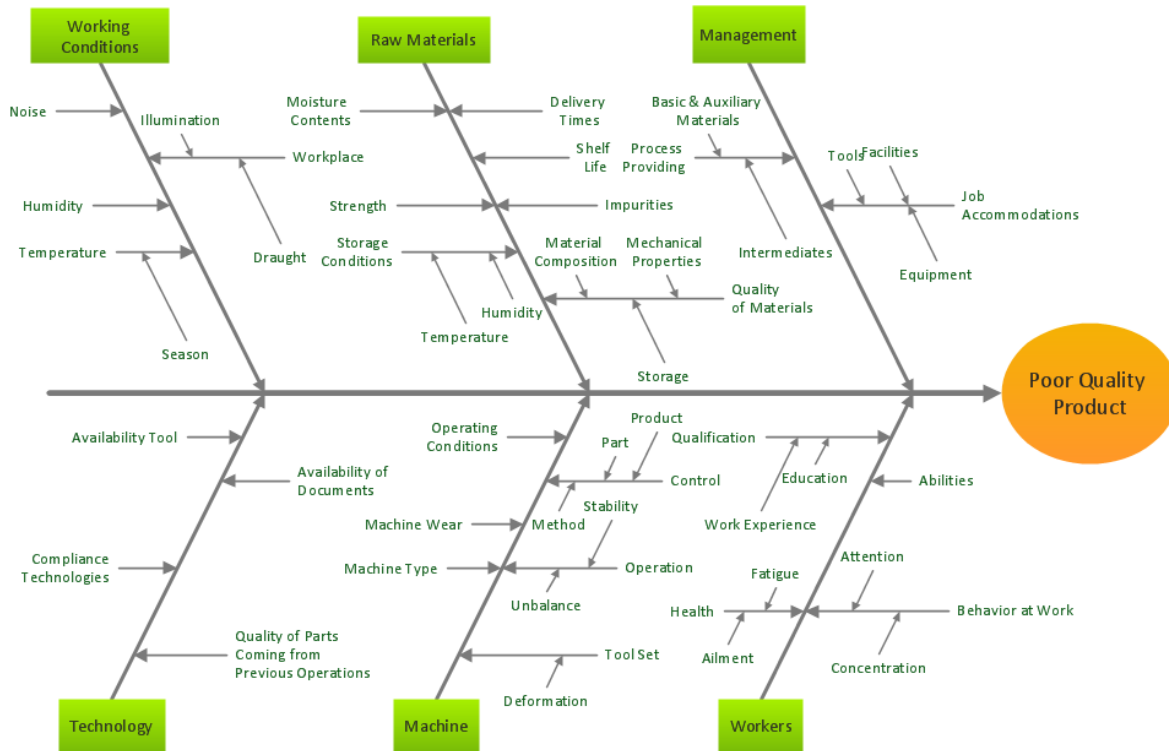 Working
Conditions
Raw Materials
Management
Noise
Illumination
Workplace
Humidity
Temperature
Draught
Season
Moisture
Contents
Delivery
Times
Shelf
Life
Strength
Impurities
Storage
Conditions
Temperature
Humidity
Material
Composition
Mechanical
Properties
Quality
of Materials
Storage
Basic & Auxiliary
Materials
Process
Providing
Intermediates
Tools
Facilities
Job
Accommodations
Equipment
Poor Quality
Product
Availability Tool
Availability of
Documents
Compliance
Technologies
Quality of Parts
Coming from
Previous Operations
Technology
Operating
Conditions
Product
Part
Control
Method
Stability
Machine Wear
Machine Type
Operation
Unbalance
Tool Set
Deformation
Machine
Qualification
Education
Work Experience
Abilities
Attention
Fatigue
Health
Behavior at Work
Ailment
Concentration
Workers